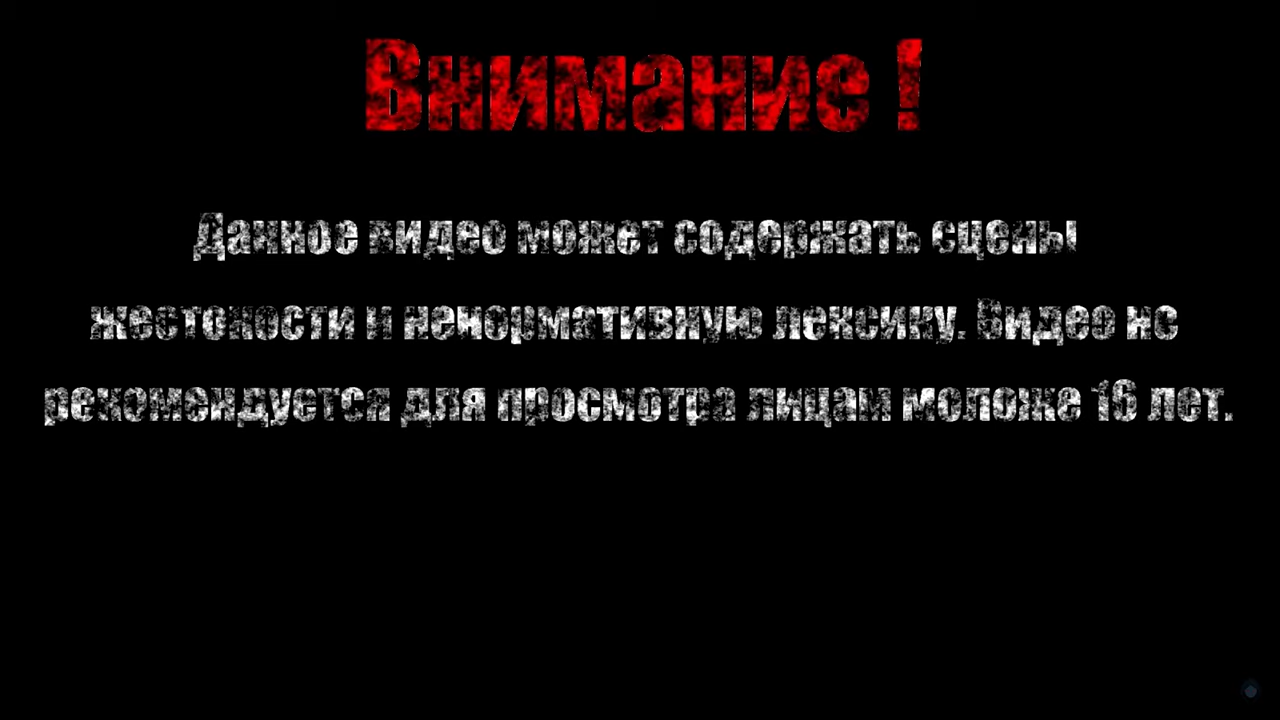 Внимание !
Данное видео может содержать сцены
жестокости и ненормативную лексику. Видео не
рекомендуется для просмотра лицам моложе 16 лет.